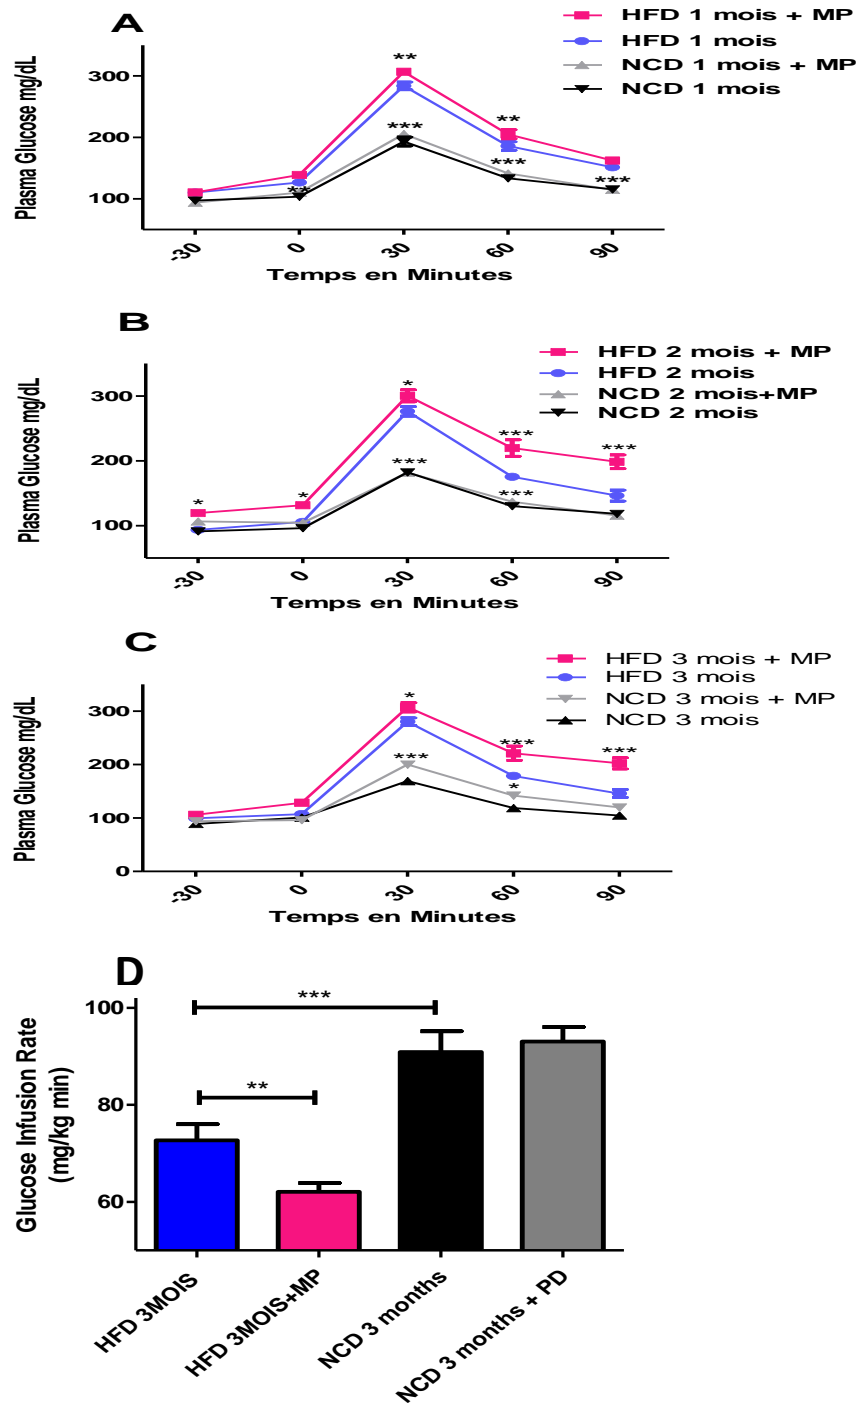 A
HFD 1 mois + MP
HFD 1 mois
NCD 1 mois + MP
NCD 1 mois
Plasma Glucose mg/dL
300
200
100
**
**
***
***
**
***
-30 0 30 60 90
Temps en Minutes
B
HFD 2 mois + MP
HFD 2 mois
NCD 2 mois+MP
NCD 2 mois
Plasma Glucose mg/dL
300
200
100
*
***
***
***
***
* *
-30 0 30 60 90
Temps en Minutes
C
HFD 3 mois + MP
HFD 3 mois
NCD 3 mois + MP
NCD 3 mois
Plasma Glucose mg/dL
300
200
100
0
*
***
***
***
*
-30 0 30 60 90
Temps en Minutes
D
Glucose Infusion Rate
(mg/kg min)
100
80
60
***
**
HFD 3MOIS
HFD 3MOIS+MP
NCD 3 months
NCD 3 months + PD